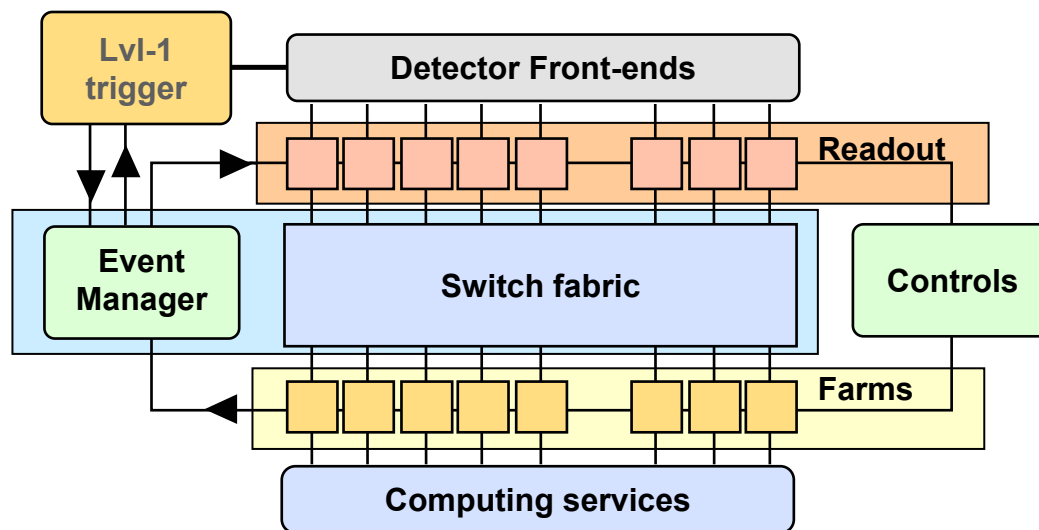 Lvl-1
trigger
Detector Front-ends
Readout
Event
Manager
Switch fabric
Controls
Farms
Computing services